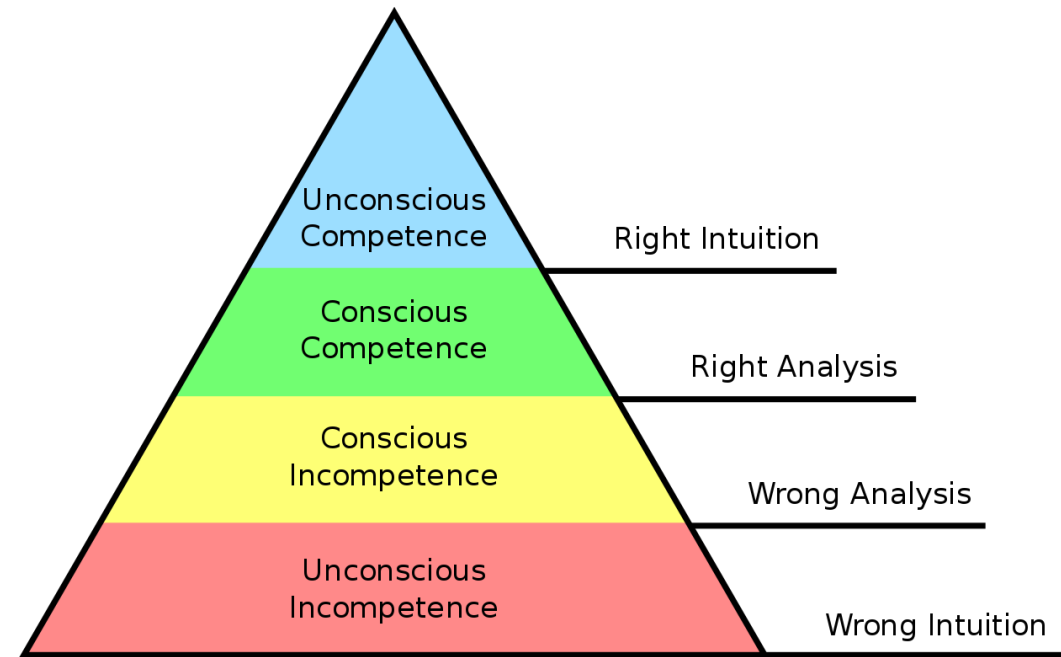 Unconscious
Competence
Right Intuition
Conscious
Competence
Right Analysis
Conscious
Incompetence
Wrong Analysis
Unconscious
Incompetence
Wrong Intuition